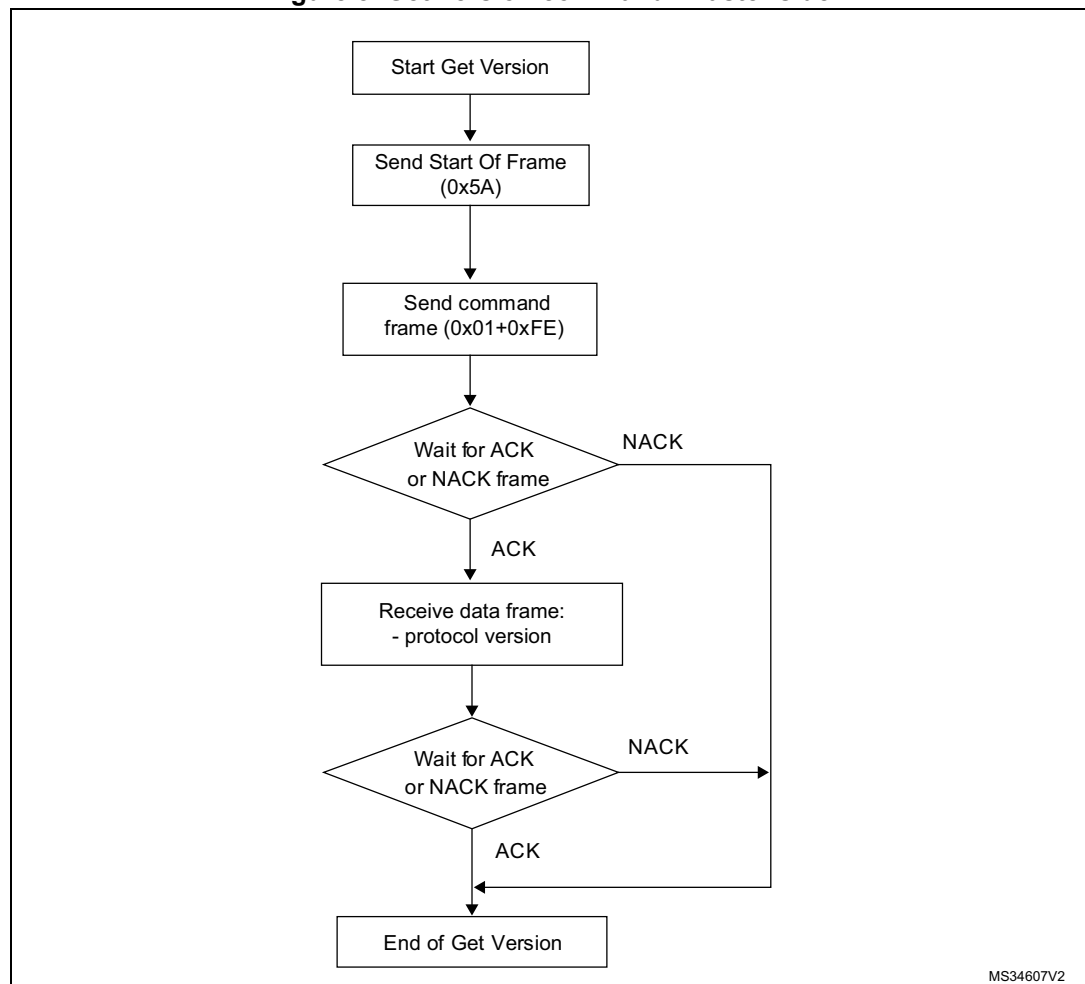 Start Get Version
Send Start Of Frame
(0x5A)
Send command
frame (0x01+0xFE)
Wait for ACK
or NACK frame
NACK
ACK
Receive data frame:
- protocol version
Wait for ACK
or NACK frame
NACK
ACK
End of Get Version
MS34607V2